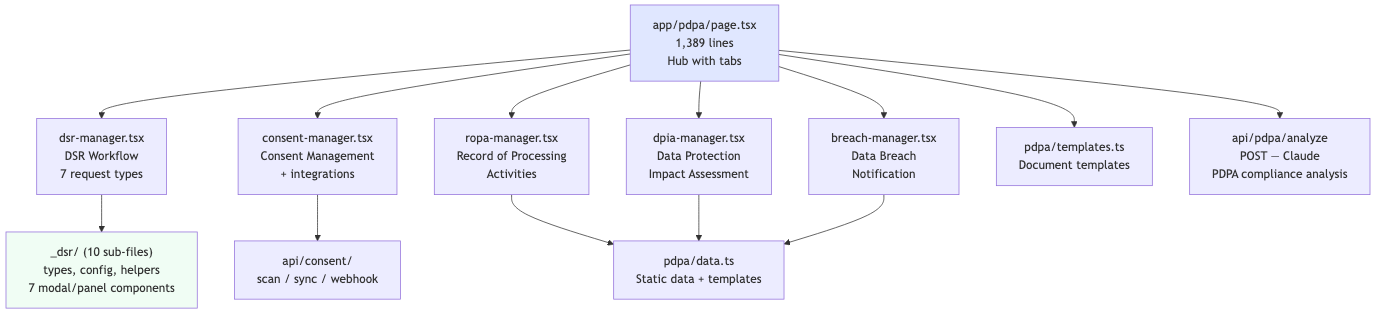 app/pdpa/page.tsx
1,389 lines
Hub with tabs
dsr-manager.tsx
DSR Workflow
7 request types
consent-manager.tsx
Consent Management
+ integrations
ropa-manager.tsx
Record of Processing
Activities
dpia-manager.tsx
Data Protection
Impact Assessment
breach-manager.tsx
Data Breach
Notification
pdpa/templates.ts
Document templates
api/pdpa/analyze
POST — Claude
PDPA compliance analysis
_dsr/ (10 sub-files)
types, config, helpers
7 modal/panel components
api/consent/
scan / sync / webhook
pdpa/data.ts
Static data + templates